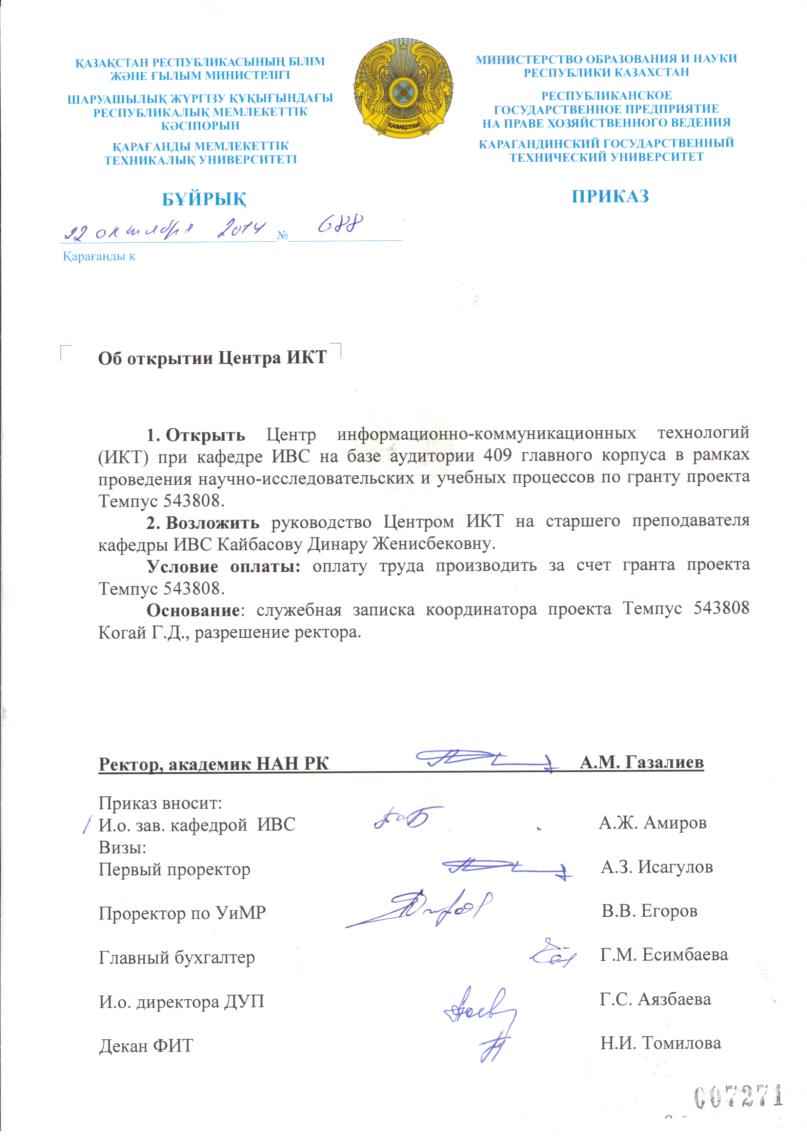 ҚАЗАҚСТАН РЕСПУБЛИКАСЫНЫҢ БІЛІМ
ЖӘНЕ ҒЫЛЫМ МИНИСТРЛІГІ
ШАРУАШЫЛЫҚ ЖҮРГІЗУ ҚҰҚЫҒЫНДАҒЫ
РЕСПУБЛИКАЛЫҚ МЕМЛЕКЕТТІК
КӘСІПОРЫН
ҚАРАҒАНДЫ МЕМЛЕКЕТТІК
ТЕХНИКАЛЫҚ УНИВЕРСИТЕТІ
БҰЙРЫҚ
ҚАЗАҚСТАН
МИНИСТЕРСТВО ОБРАЗОВАНИЯ И НАУКИ
РЕСПУБЛИКИ КАЗАХСТАН
РЕСПУБЛИКАНСКОЕ
ГОСУДАРСТВЕННОЕ ПРЕДПРИЯТИЕ
НА ПРАВЕ ХОЗЯЙСТВЕННОГО ВЕДЕНИЯ
КАРАГАНДИНСКИЙ ГОСУДАРСТВЕННЫЙ
ТЕХНИЧЕСКИЙ УНИВЕРСИТЕТ
ПРИКАЗ
22 октября 2014 № 688
Қарағанды қ
Об открытии Центра ИКТ
1. Открыть Центр информационно-коммуникационных технологий
(ИКТ) при кафедре ИВС на базе аудитории 409 главного корпуса в рамках
проведения научно-исследовательских и учебных процессов по гранту проекта
Темпус 543808.
2. Возложить руководство Центром ИКТ на старшего преподавателя
кафедры ИВС Кайбасову Динару Женисбековну.
Условие оплаты: оплату труда производить за счет гранта проекта
Темпус 543808.
Основание: служебная записка координатора проекта Темпус 543808
Когай Г.Д., разрешение ректора.
Ректор, академик НАН РК А.М. Газалиев
Приказ вносит:
И.о. зав. кафедрой ИВС А.Ж. Амиров
Визы:
Первый проректор А.З. Исагулов
Проректор по УиМР В.В. Егоров
Главный бухгалтер Г.М. Есимбаева
И.о. директора ДУП Г.С. Аязбаева
Декан ФИТ Н.И. Томилова
007271